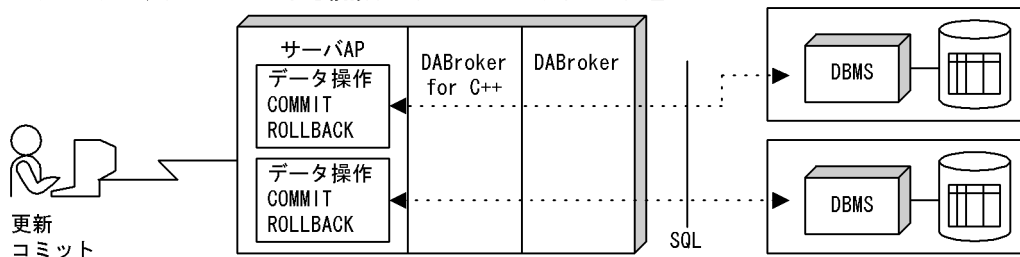 サーバAP
データ操作
COMMIT
ROLLBACK
データ操作
COMMIT
ROLLBACK
DABroker
for C++
DABroker
SQL
DBMS
DBMS
更新
コミット